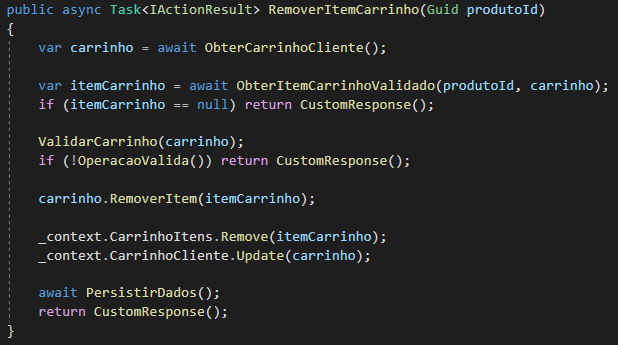 public async Task<IActionResult> RemoverItemCarrinho(Guid produtoId)
{
var carrinho = await ObterCarrinhoCliente();
var itemCarrinho = await ObterItemCarrinhoValidado(produtoId, carrinho);
if (itemCarrinho == null) return CustomResponse();
ValidarCarrinho(carrinho);
if (!OperacaoValida()) return CustomResponse();
carrinho.RemoverItem(itemCarrinho);
_context.CarrinhoItens.Remove(itemCarrinho);
_context.CarrinhoCliente.Update(carrinho);
await PersistirDados();
return CustomResponse();
}